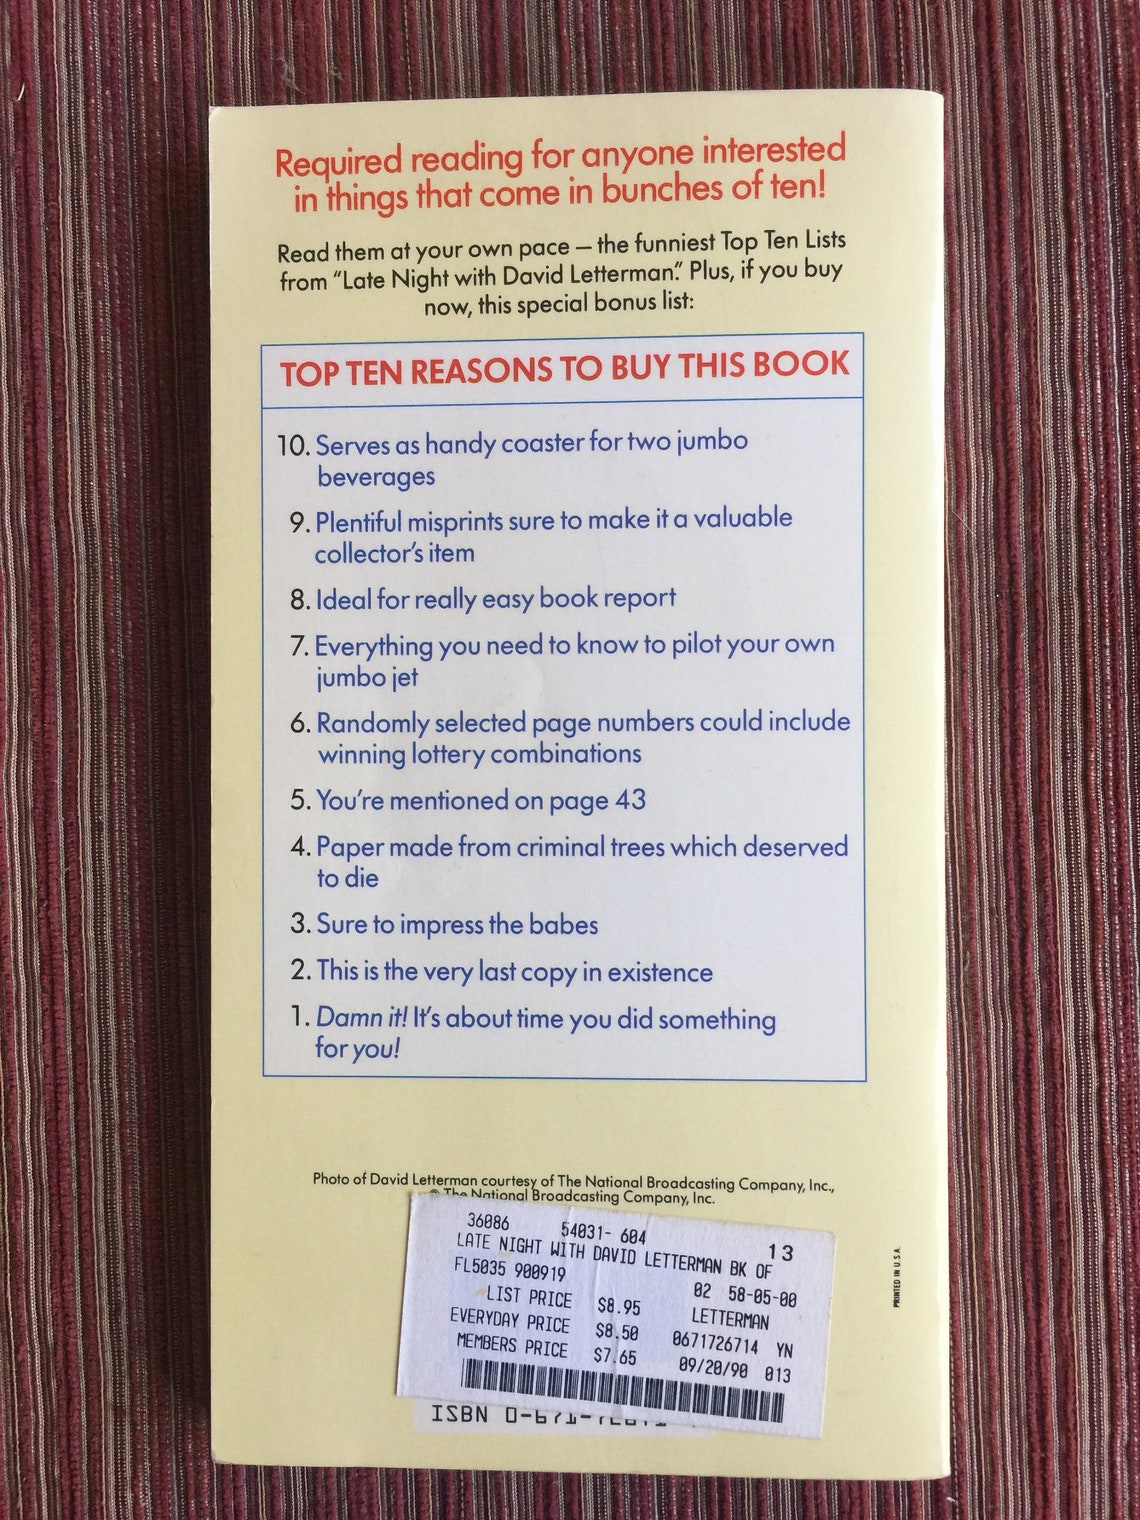 Required reading for anyone interested
in things that come in bunches of ten!
Read them at your own pace — the funniest Top Ten Lists
from “Late Night with David Letterman.” Plus, if you buy
now, this special bonus list:
TOP TEN REASONS TO BUY THIS BOOK
10. Serves as handy coaster for two jumbo
beverages
9. Plentiful misprints sure to make it a valuable
collector's item
8. Ideal for really easy book report
7. Everything you need to know to pilot your own
jumbo jet
6. Randomly selected page numbers could include
winning lottery combinations
5. You're mentioned on page 43
4. Paper made from criminal trees which deserved
to die
3. Sure to impress the babes
2. This is the very last copy in existence
1. Damn it! It's about time you did something
for you!
Photo of David Letterman courtesy of The National Broadcasting Company, Inc.,
© The National Broadcasting Company, Inc.
36086 54031- 604 13
LATE NIGHT WITH DAVID LETTERMAN BK OF
FL5035 900919 02 58-05-00
LIST PRICE $8.95 LETTERMAN
EVERYDAY PRICE $8.50 0671726714 YN
MEMBERS PRICE $7.65 09/20/90 013
ISBN 0-671-
PRINTED IN U.S.A.